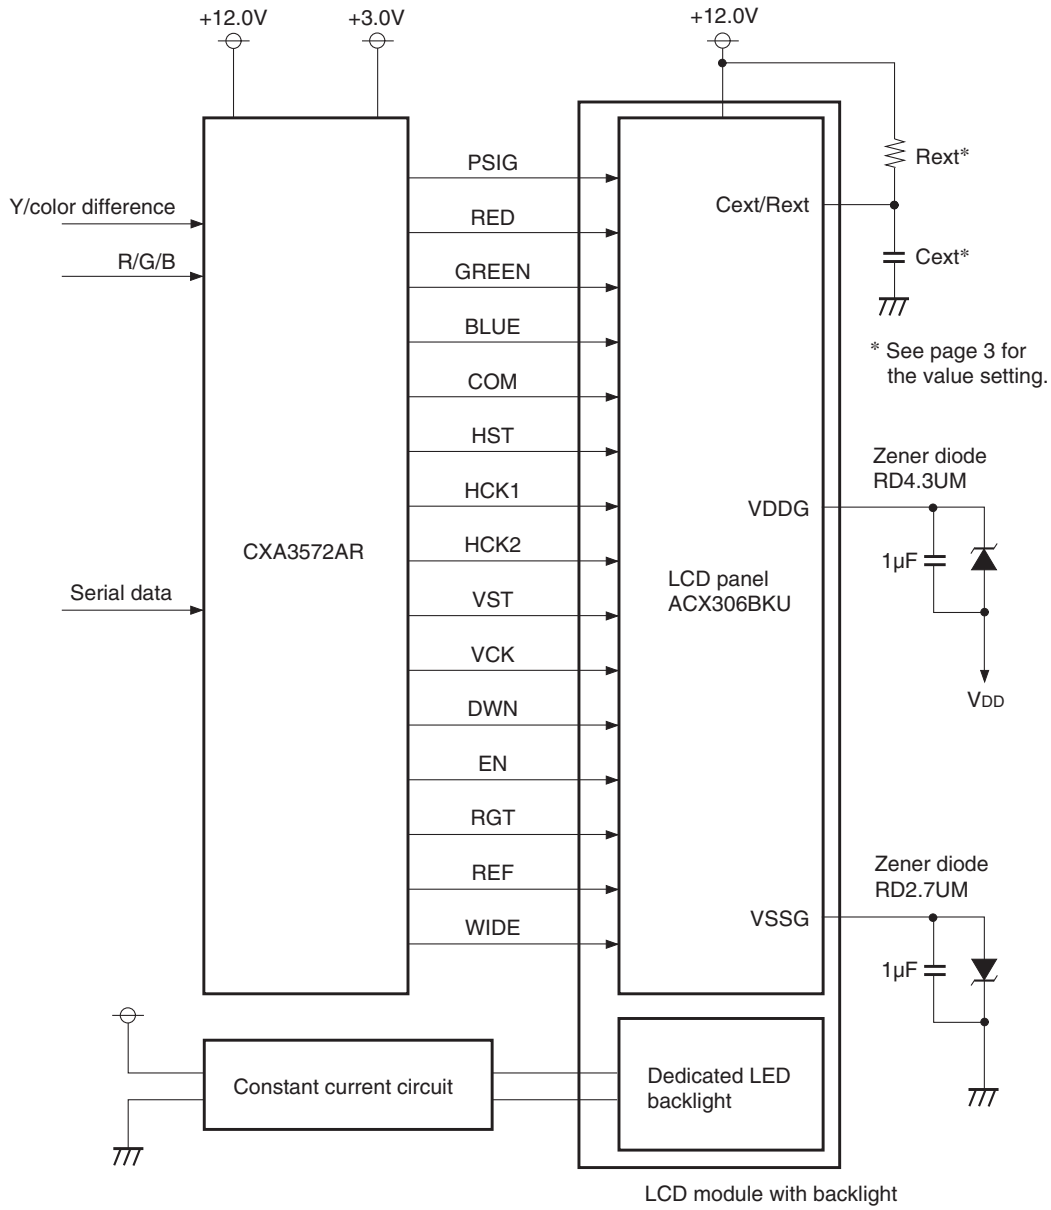 +12.0V
+3.0V
+12.0V
Y/color difference
R/G/B
Serial data
CXA3572AR
PSIG
RED
GREEN
BLUE
COM
HST
HCK1
HCK2
VST
VCK
DWN
EN
RGT
REF
WIDE
Cext/Rext
VDDG
LCD panel
ACX306BKU
VSSG
Rext*
Cext*
* See page 3 for
the value setting.
Zener diode
RD4.3UM
1µF
VDD
Zener diode
RD2.7UM
1µF
Constant current circuit
Dedicated LED
backlight
LCD module with backlight